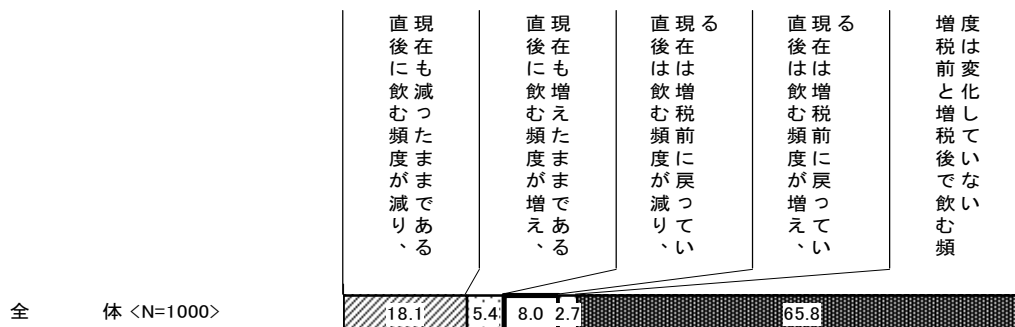 直後に飲む頻度が減り、
現在も減ったままである
直後に飲む頻度が増え、
現在も増えたままである
直後は飲む頻度が減り、
現在は増税前に戻ってい
る
直後は飲む頻度が増え、
現在は増税前に戻ってい
る
増税前と増税後で飲む頻
度は変化していない
全 体 <N=1000> 18.1 5.4 8.0 2.7 65.8